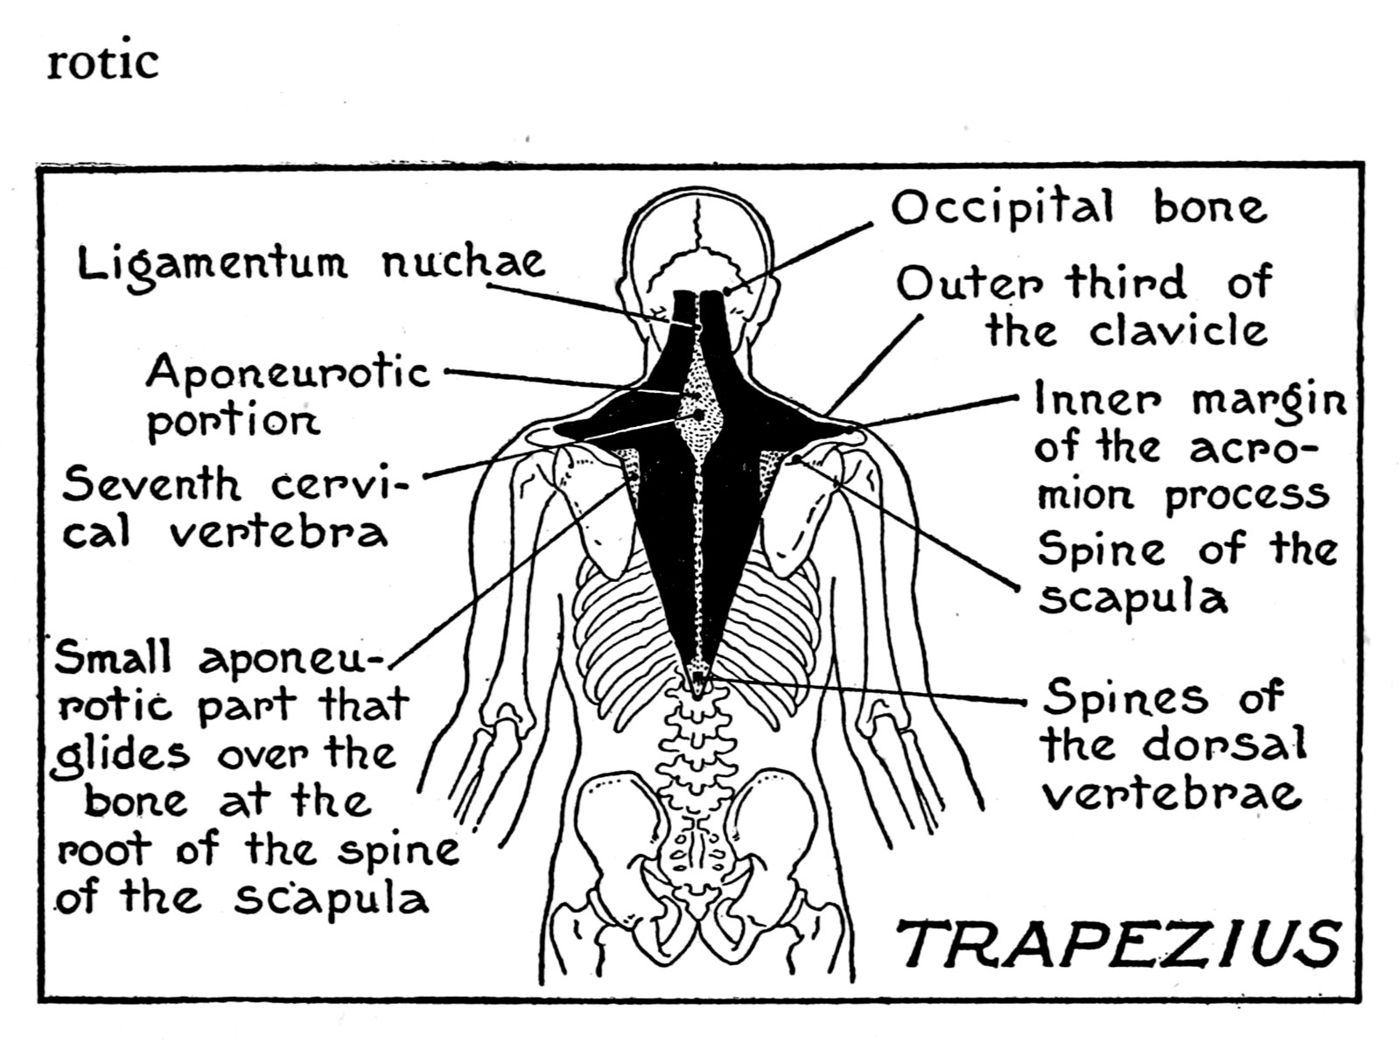 rotic
Ligamentum nuchae
Aponeurotic
portion
Seventh cervi-
cal vertebra
Small aponeu-
rotic part that
glides over the
bone at the
root of the spine
of the scapula
Occipital bone
Outer third of
the clavicle
Inner margin
of the acro-
mion process
Spine of the
scapula
Spines of
the dorsal
vertebrae
TRAPEZIUS